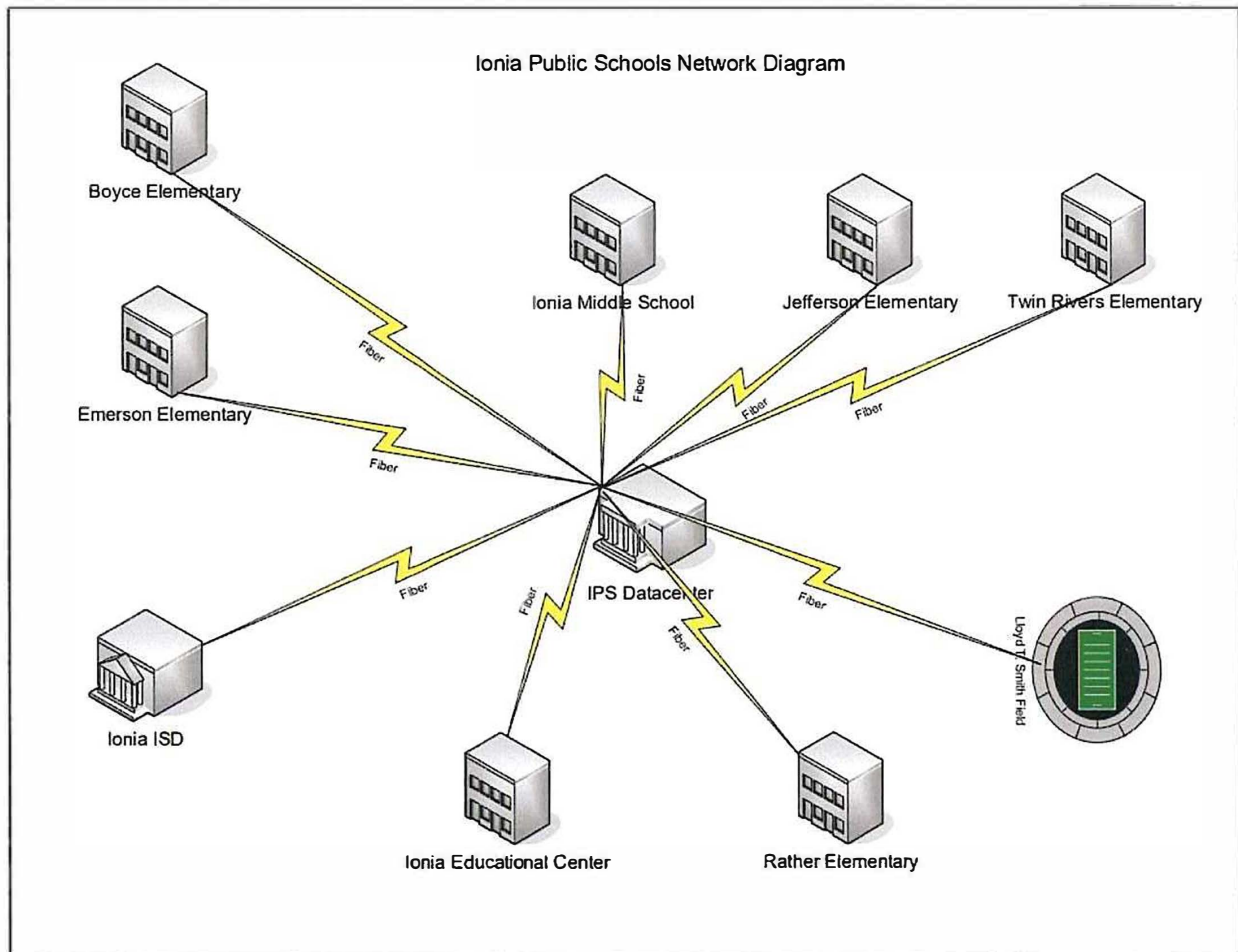 Ionia Public Schools Network Diagram
Boyce Elementary
Ionia Middle School
Jefferson Elementary
Twin Rivers Elementary
Fiber
Fiber
Fiber
Fiber
Emerson Elementary
Fiber
IPS Datacenter
Fiber
Fiber
Fiber
Fiber
Lloyd T. Smith Field
Ionia ISD
Ionia Educational Center
Rather Elementary